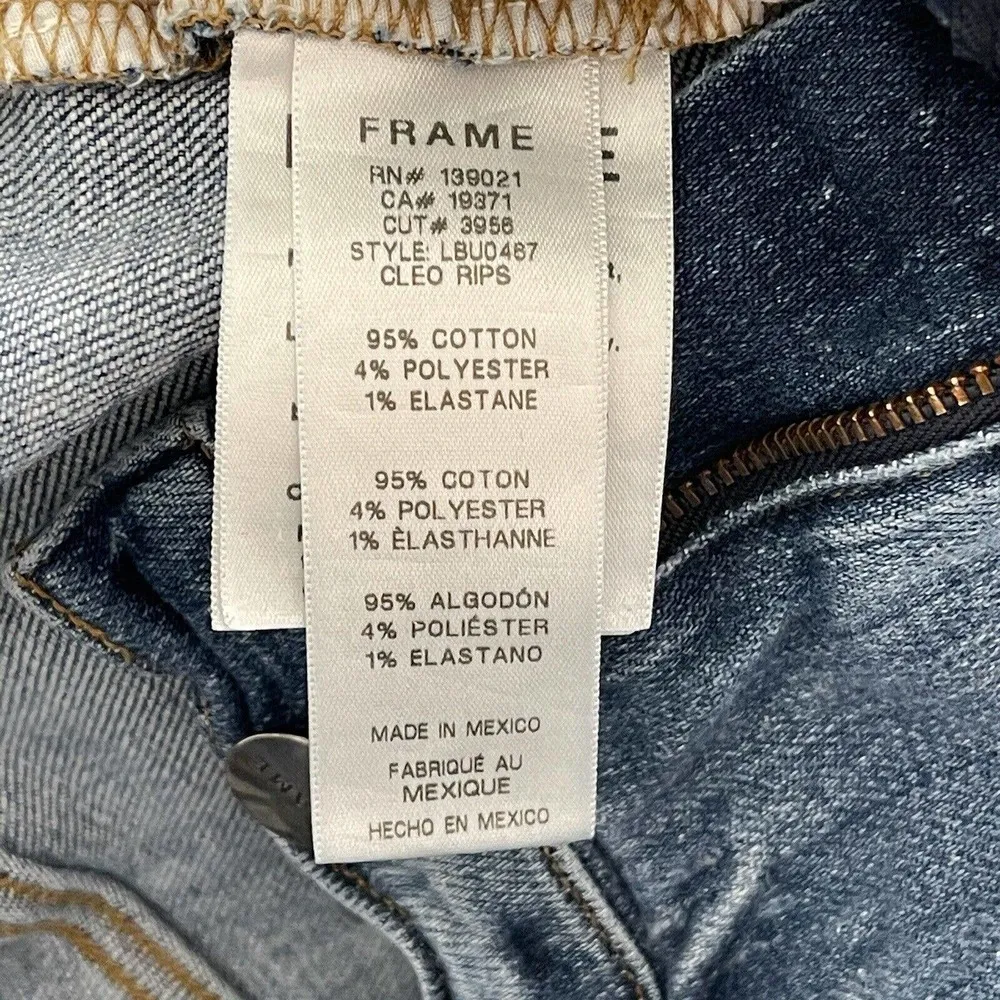 FRAME
RN# 139021
CA# 19371
CUT# 3956
STYLE: LBU0467
CLEO RIPS
95% COTTON
4% POLYESTER
1% ELASTANE
95% COTON
4% POLYESTER
1% ÈLASTHANNE
95% ALGODÓN
4% POLIÉSTER
1% ELASTANO
MADE IN MEXICO
FABRIQUÉ AU
MEXIQUE
HECHO EN MEXICO